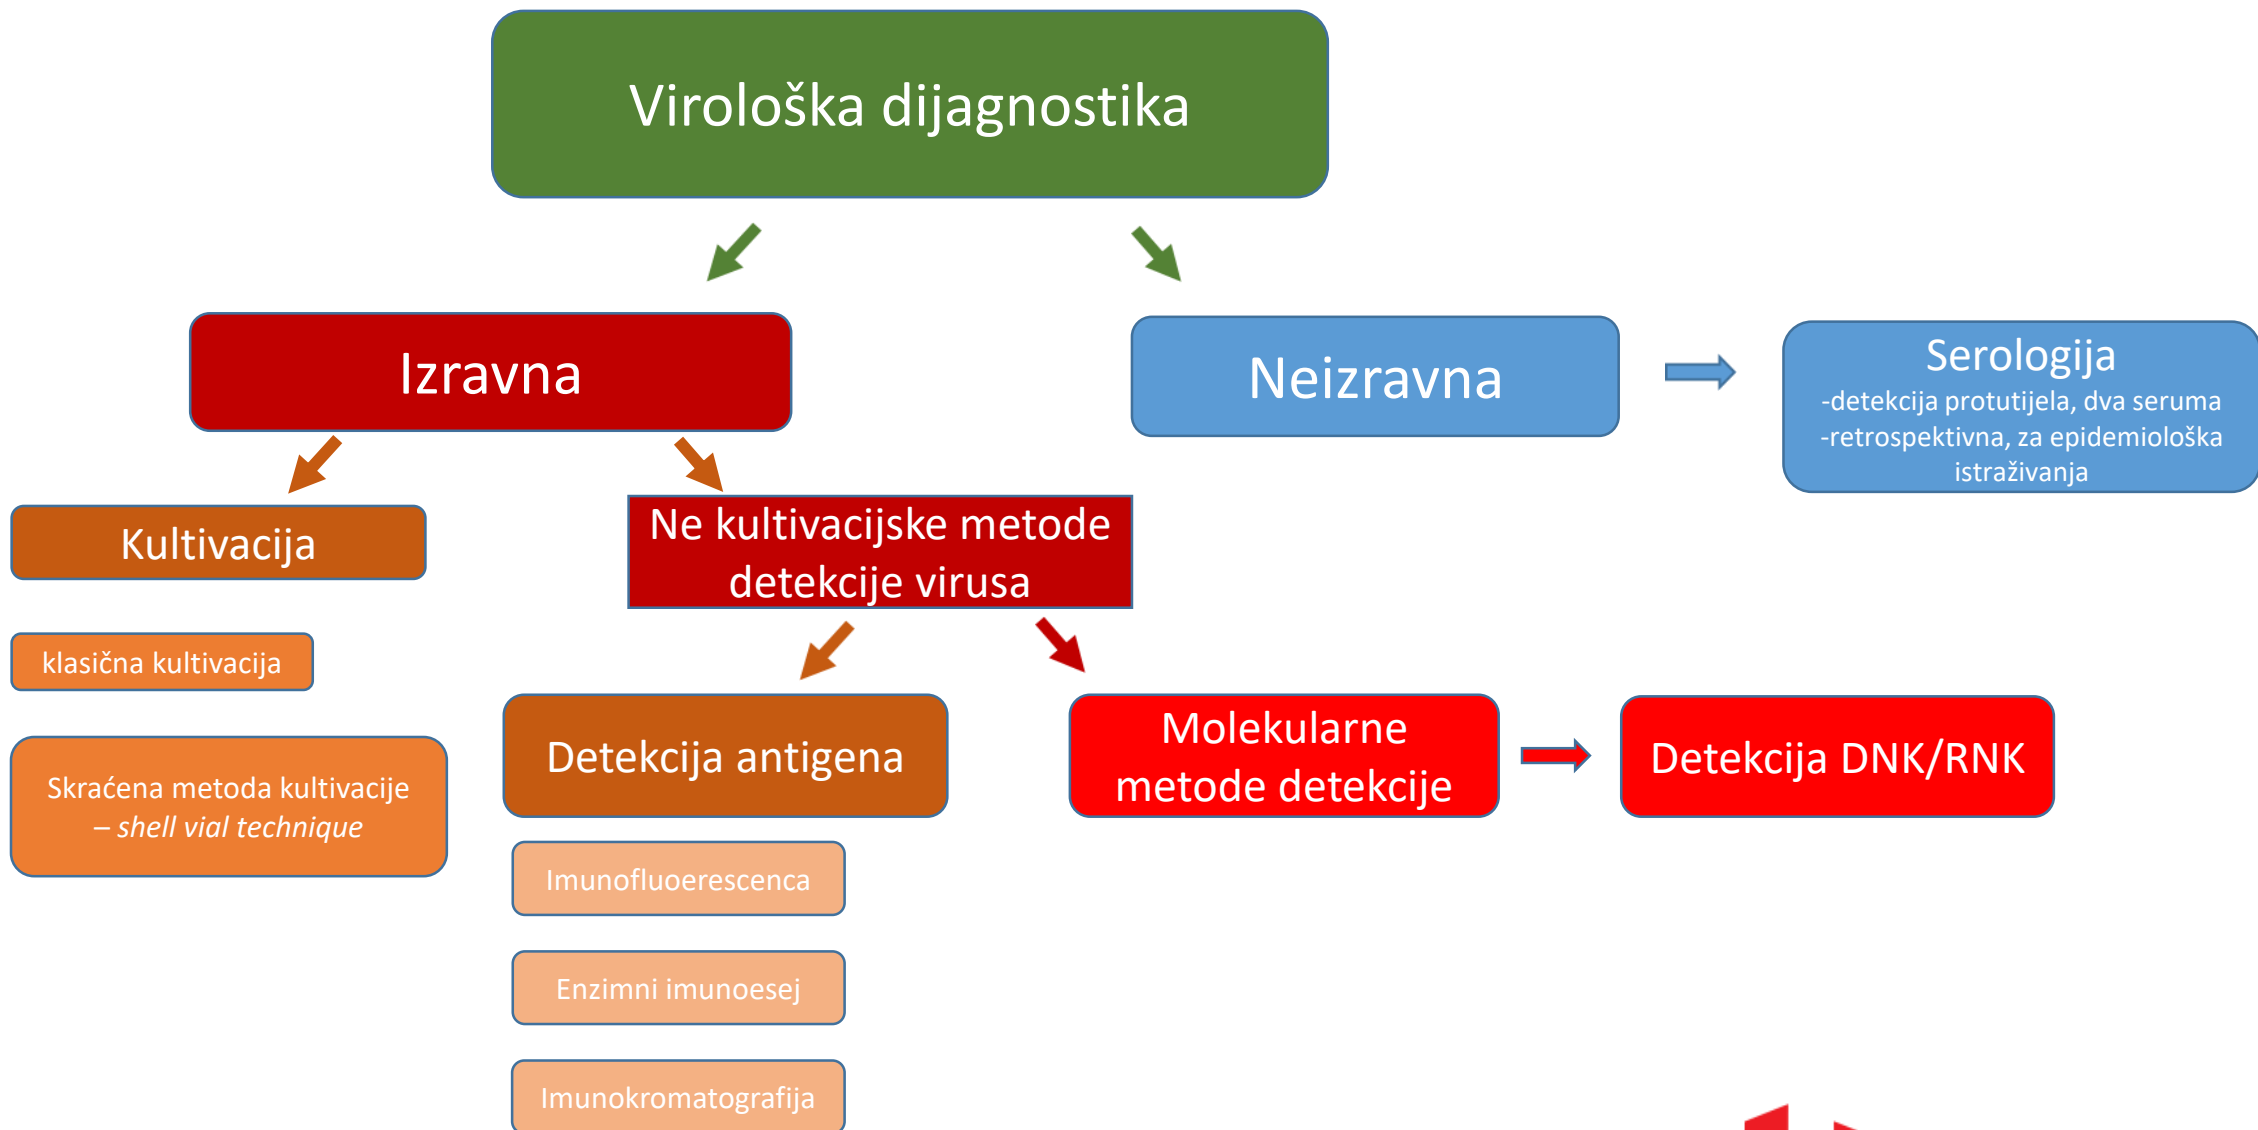 Virološka dijagnostika
Izravna
Neizravna
Serologija
-detekcija protutijela, dva seruma
-retrospektivna, za epidemiološka
istraživanja
Kultivacija
Ne kultivacijske metode
detekcije virusa
klasična kultivacija
Skraćena metoda kultivacije
– shell vial technique
Detekcija antigena
Molekularne
metode detekcije
Detekcija DNK/RNK
Imunofluoerescenca
Enzimni imunoesej
Imunokromatografija